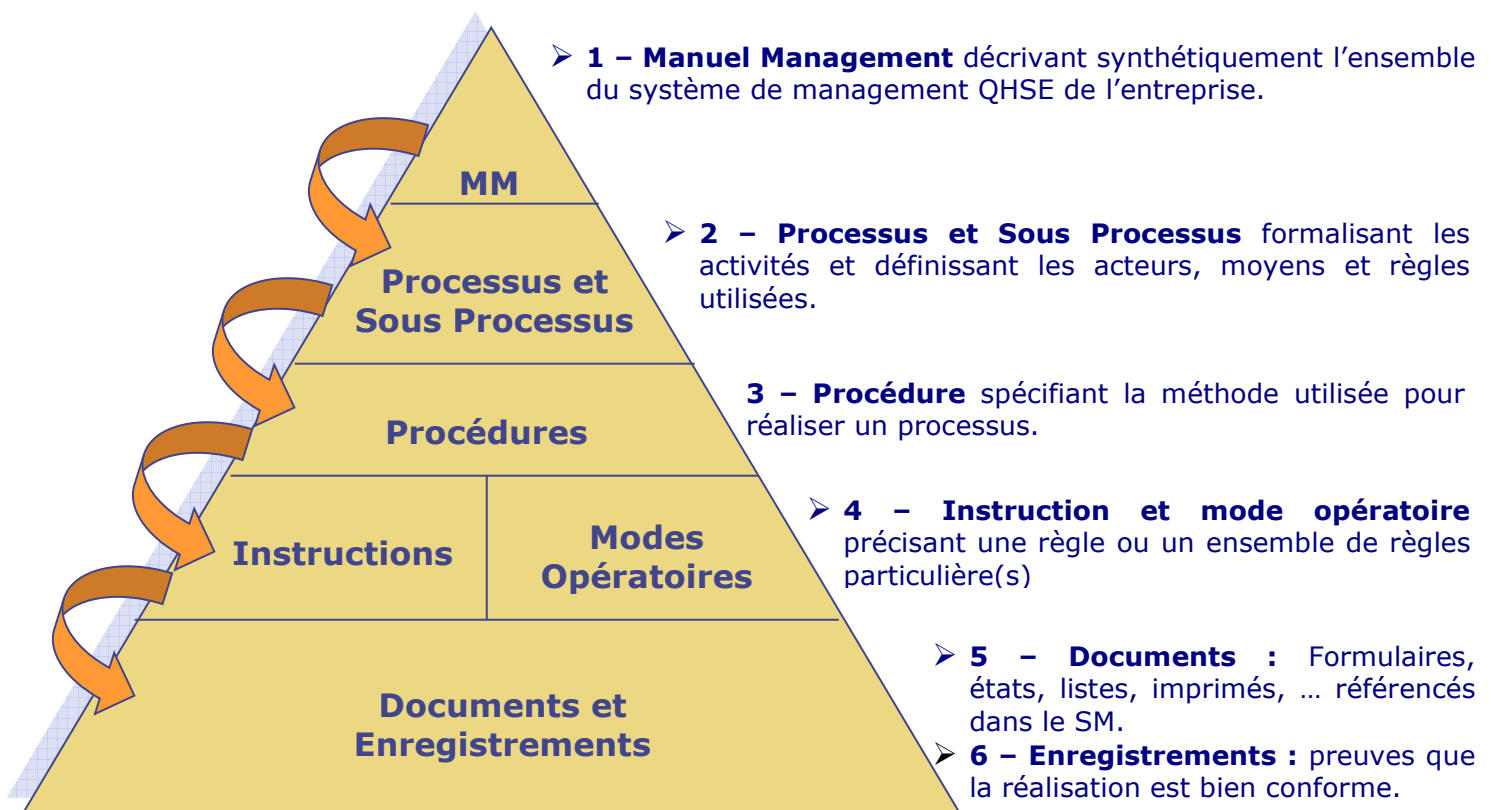 ➢ 1 – Manuel Management décrivant synthétiquement l’ensemble
du système de management QHSE de l’entreprise.
MM
➢ 2 – Processus et Sous Processus formalisant les
activités et définissant les acteurs, moyens et règles
utilisées.
Processus et
Sous Processus
3 – Procédure spécifiant la méthode utilisée pour
réaliser un processus.
Procédures
➢ 4 – Instruction et mode opératoire
précisant une règle ou un ensemble de règles
particulière(s)
Instructions
Modes
Opératoires
➢ 5 – Documents : Formulaires,
états, listes, imprimés, … référencés
dans le SM.
➢ 6 – Enregistrements : preuves que
la réalisation est bien conforme.
Documents et
Enregistrements